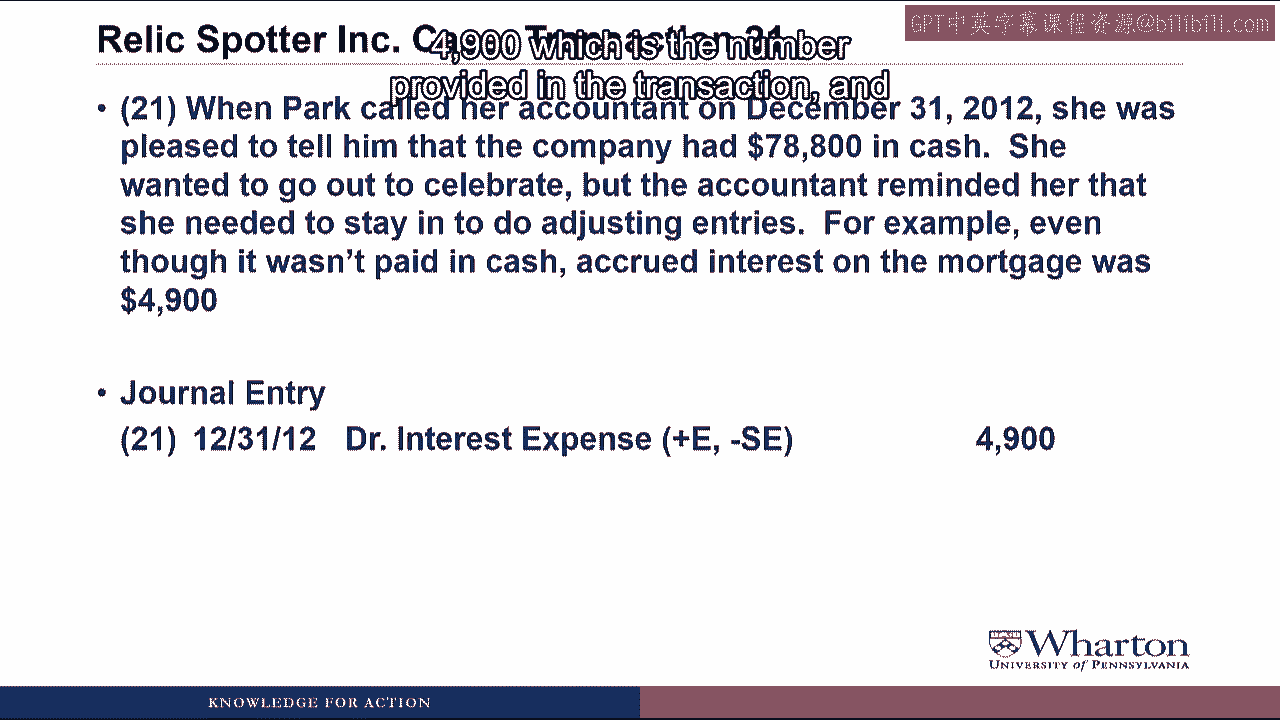 GPT中英字幕课程资源@bilibili.com
Relic Spotter Inc. Case: Transaction 21
4,900 which is the number
provided in the transaction, and
• (21) When Park called her accountant on December 31, 2012, she was
pleased to tell him that the company had $78,800 in cash. She
wanted to go out to celebrate, but the accountant reminded her that
she needed to stay in to do adjusting entries. For example, even
though it wasn't paid in cash, accrued interest on the mortgage was
$4,900
• Journal Entry
(21) 12/31/12 Dr. Interest Expense (+E, -SE) 4,900
Wharton
UNIVERSITY of PENNSYLVANIA
KNOWLEDGE FOR ACTION